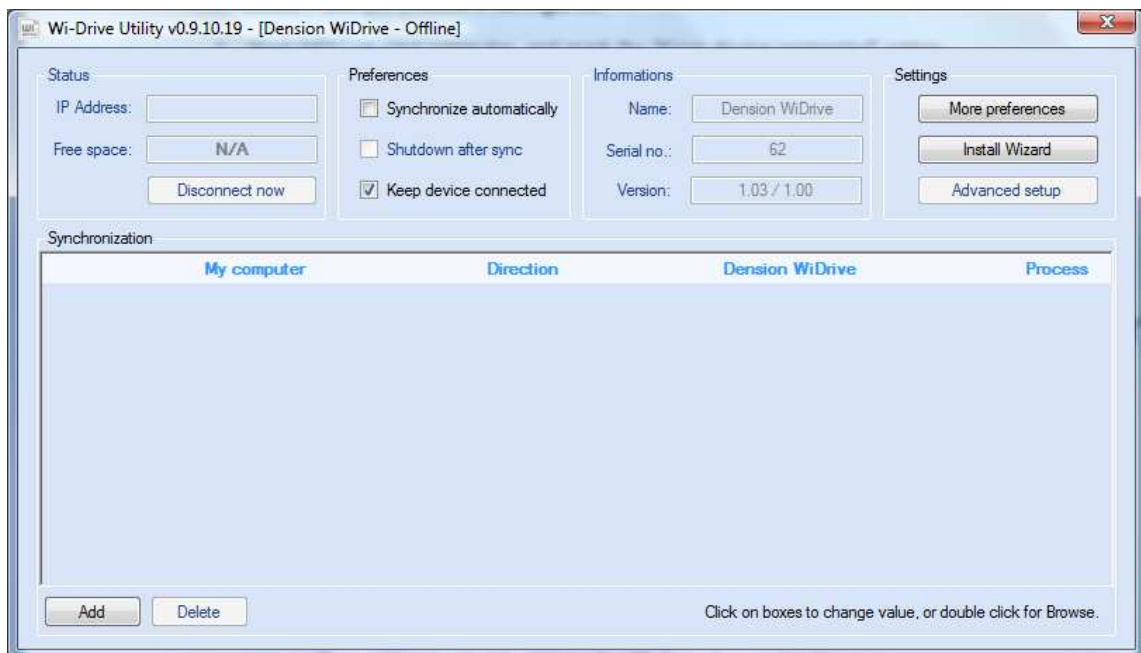 Wi-Drive Utility v0.9.10.19 - [Dension WiDrive - Offline]
Status
IP Address:
Free space: N/A
Disconnect now
Preferences
Synchronize automatically
Shutdown after sync
Keep device connected
Informations
Name: Dension WiDrive
Serial no.: 62
Version: 1.03 / 1.00
Settings
More preferences
Install Wizard
Advanced setup
Synchronization
My computer Direction Dension WiDrive Process
Add Delete Click on boxes to change value, or double click for Browse.